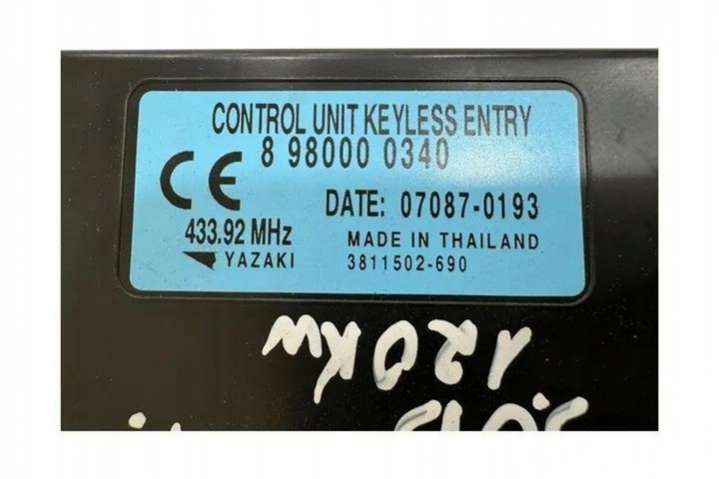 CONTROL UNIT KEYLESS ENTRY
8 98000 0340
CE
433.92 MHz
DATE: 07087-0193
YAZAKI
MADE IN THAILAND
3811502-690
120KW